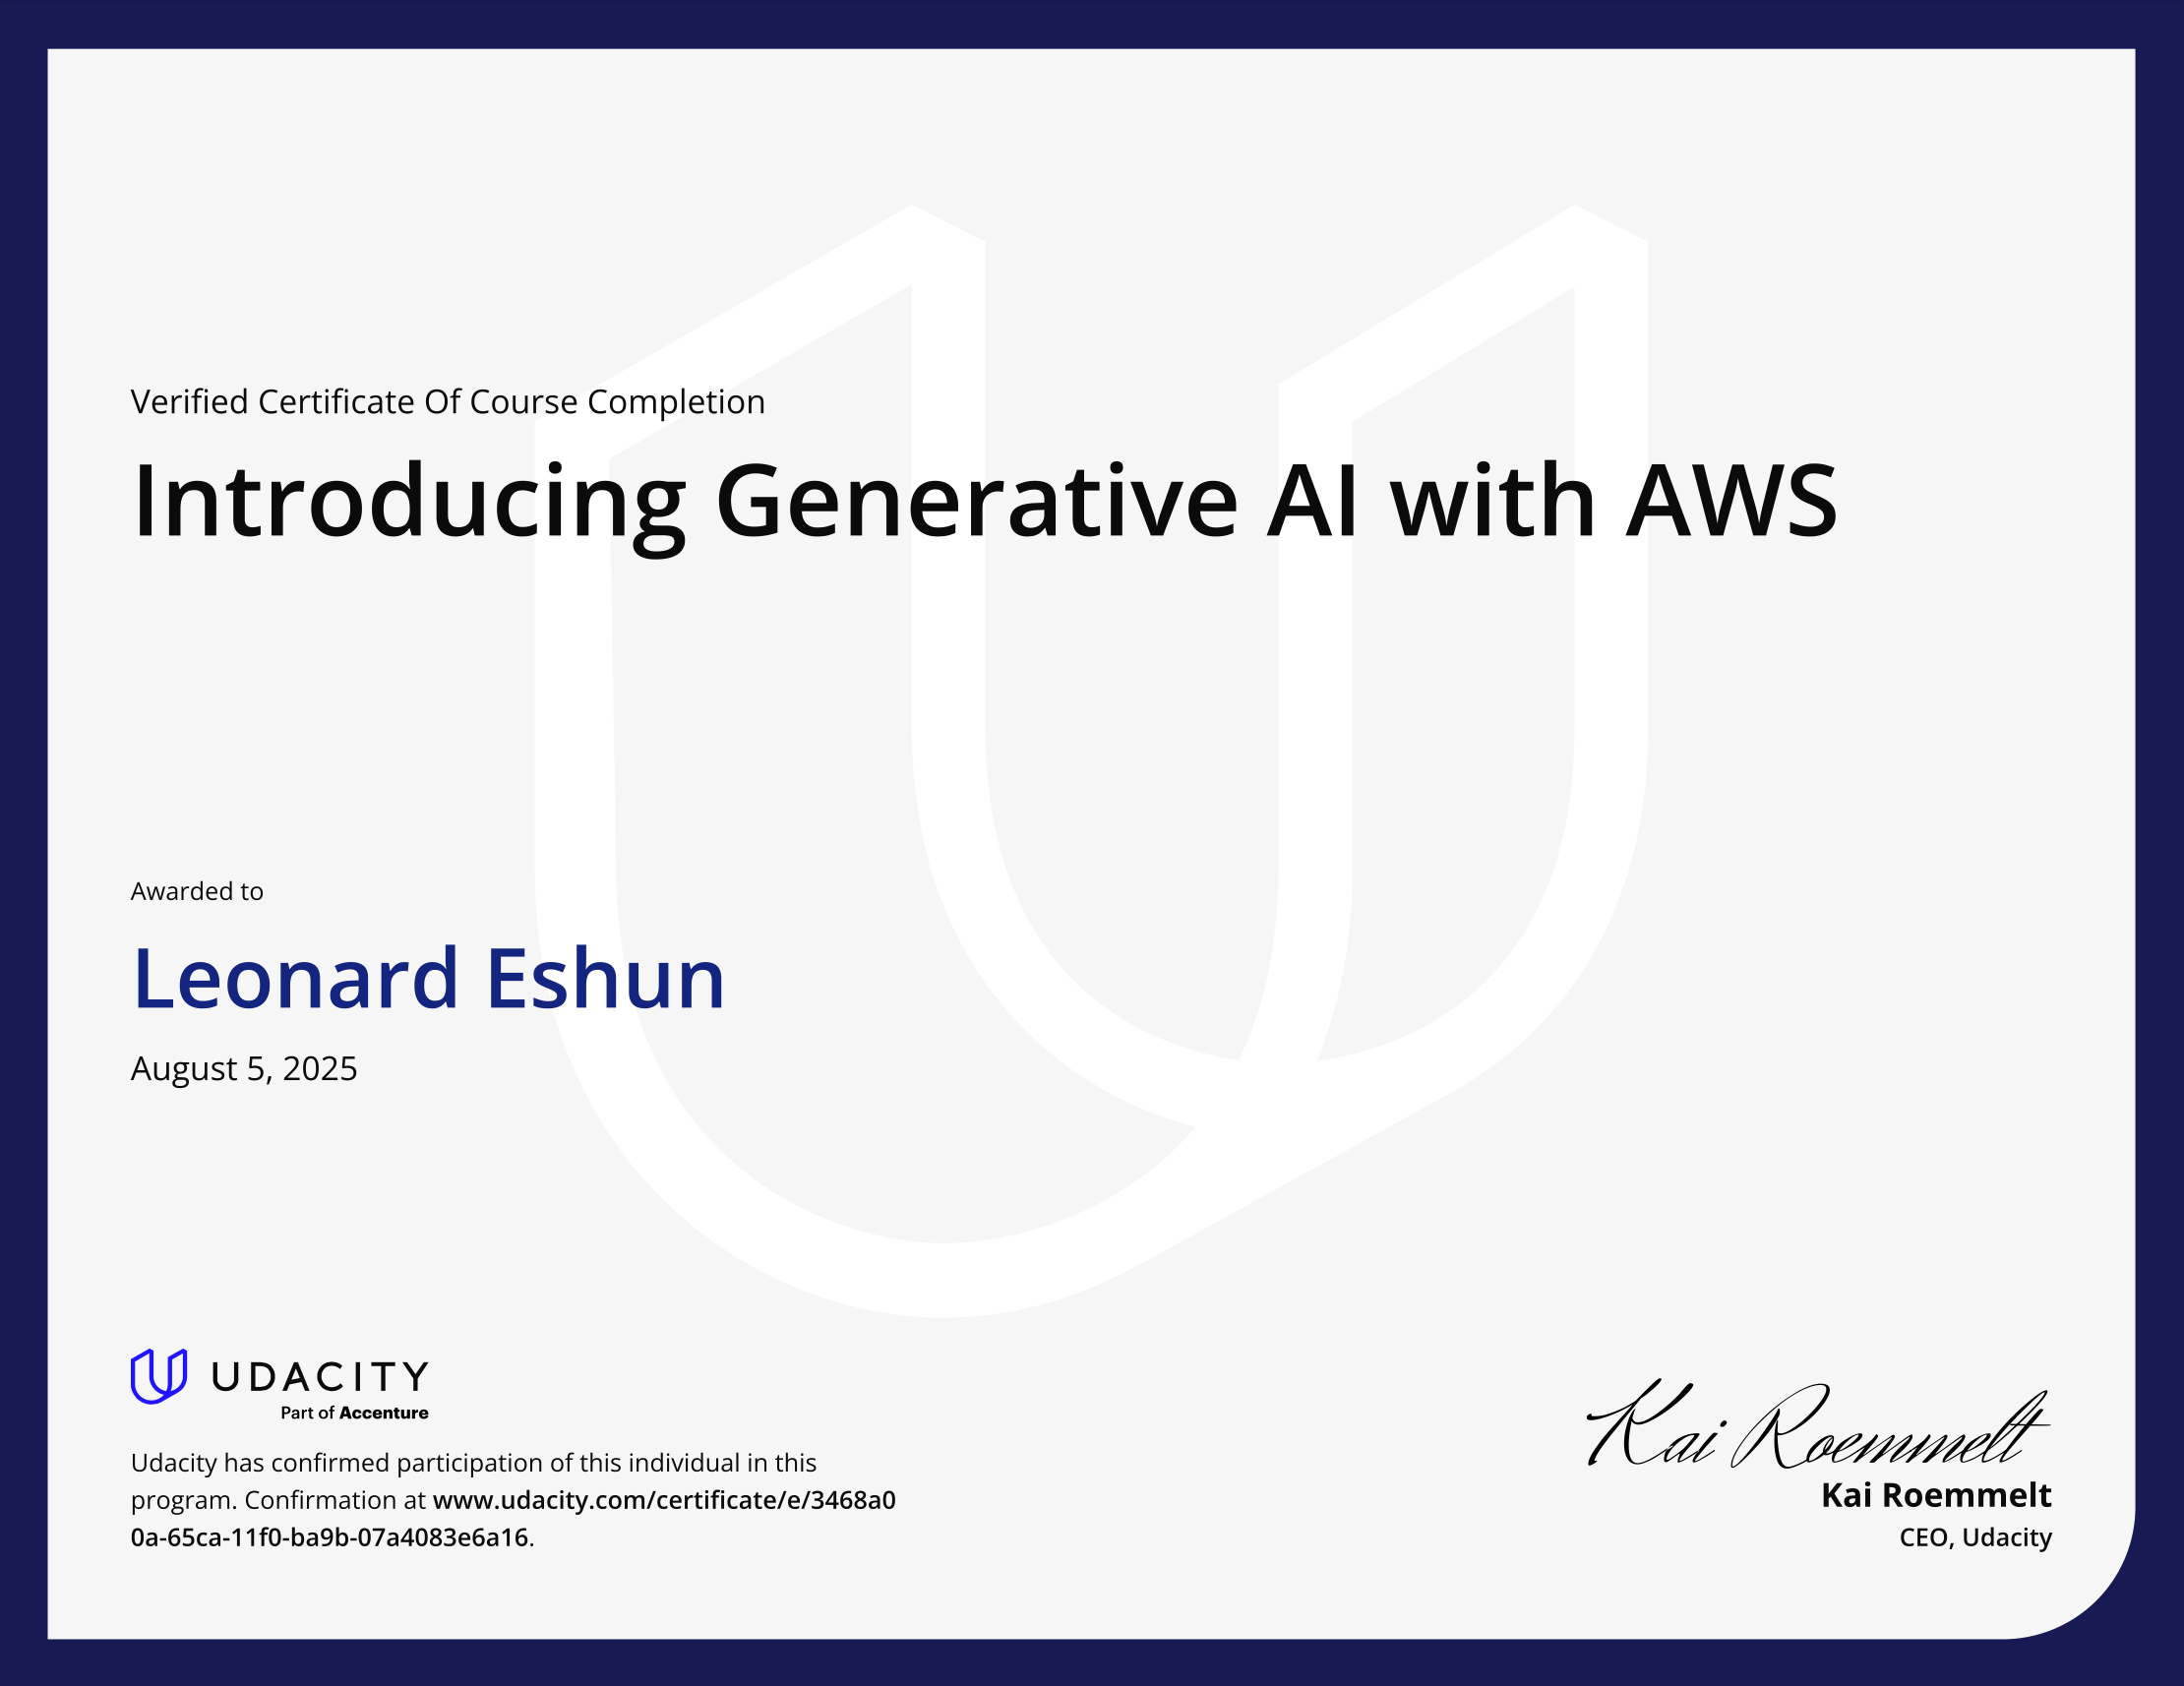 Verified Certificate Of Course Completion
Introducing Generative AI with AWS
Awarded to
Leonard Eshun
August 5, 2025
UDACITY
Part of Accenture
Udacity has confirmed participation of this individual in this
program. Confirmation at www.udacity.com/certificate/e/3468a0
0a-65ca-11f0-ba9b-07a4083e6a16.
Kai Roemmelt
Kai Roemmelt
CEO, Udacity